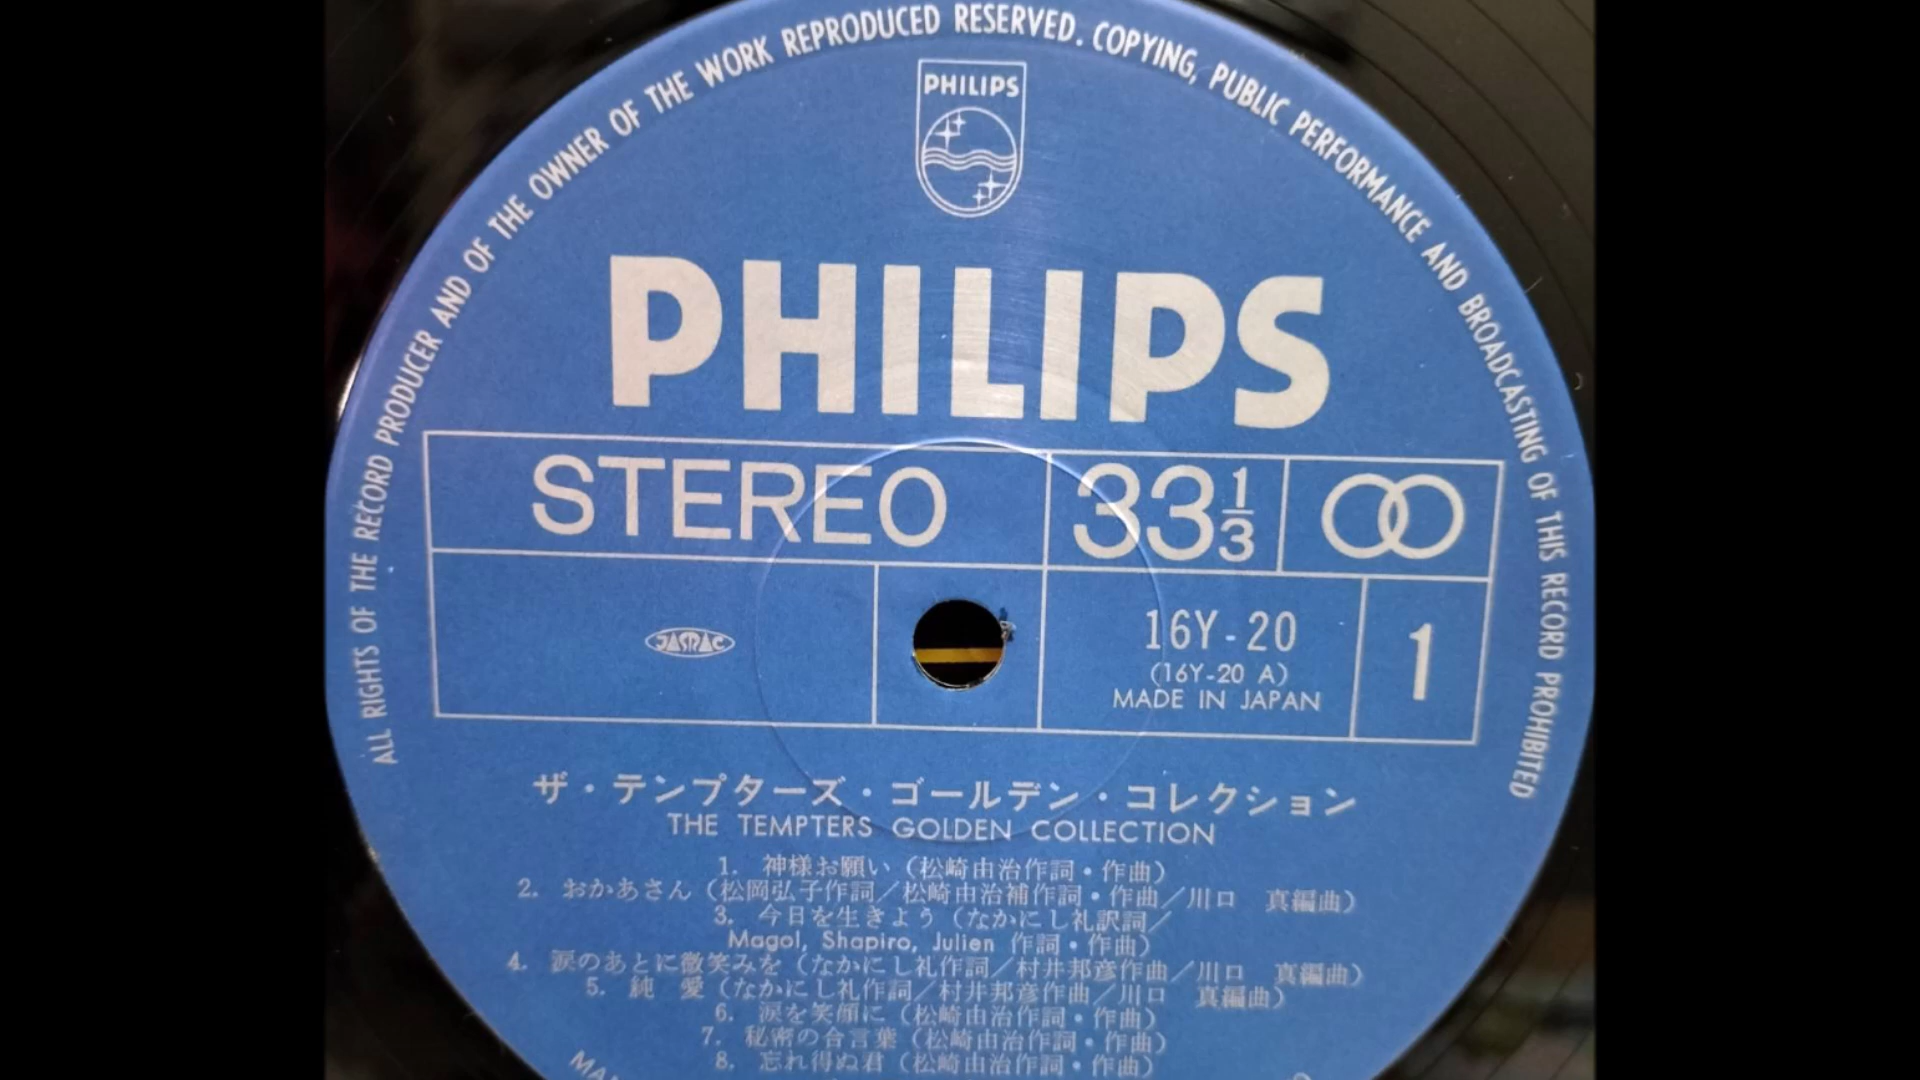 ALL RIGHTS OF THE RECORD PRODUCER AND OF THE OWNER OF THE WORK REPRODUCED RESERVED. COPYING, PUBLIC PERFORMANCE AND BROADCASTING OF THIS RECORD PROHIBITED
PHILIPS
PHILIPS
STEREO
33 1/3
JASRAC
16Y-20
(16Y-20 A)
MADE IN JAPAN
1
ザ・テンプターズ・ゴールデン・コレクション
THE TEMPTERS GOLDEN COLLECTION
1. 神様お願い（松崎由治作詞・作曲）
2. おかあさん（松岡弘子作詞／松崎由治補作詞・作曲／川口 真編曲）
3. 今日を生きよう（なかにし礼訳詞／
Magol, Shapiro, Julien 作詞・作曲）
4. 涙のあとに微笑みを（なかにし礼作詞／村井邦彦作曲／川口 真編曲）
5. 純 愛（なかにし礼作詞／村井邦彦作曲／川口 真編曲）
6. 涙を笑顔に（松崎由治作詞・作曲）
7. 秘密の合言葉（松崎由治作詞・作曲）
8. 忘れ得ぬ君（松崎由治作詞・作曲）